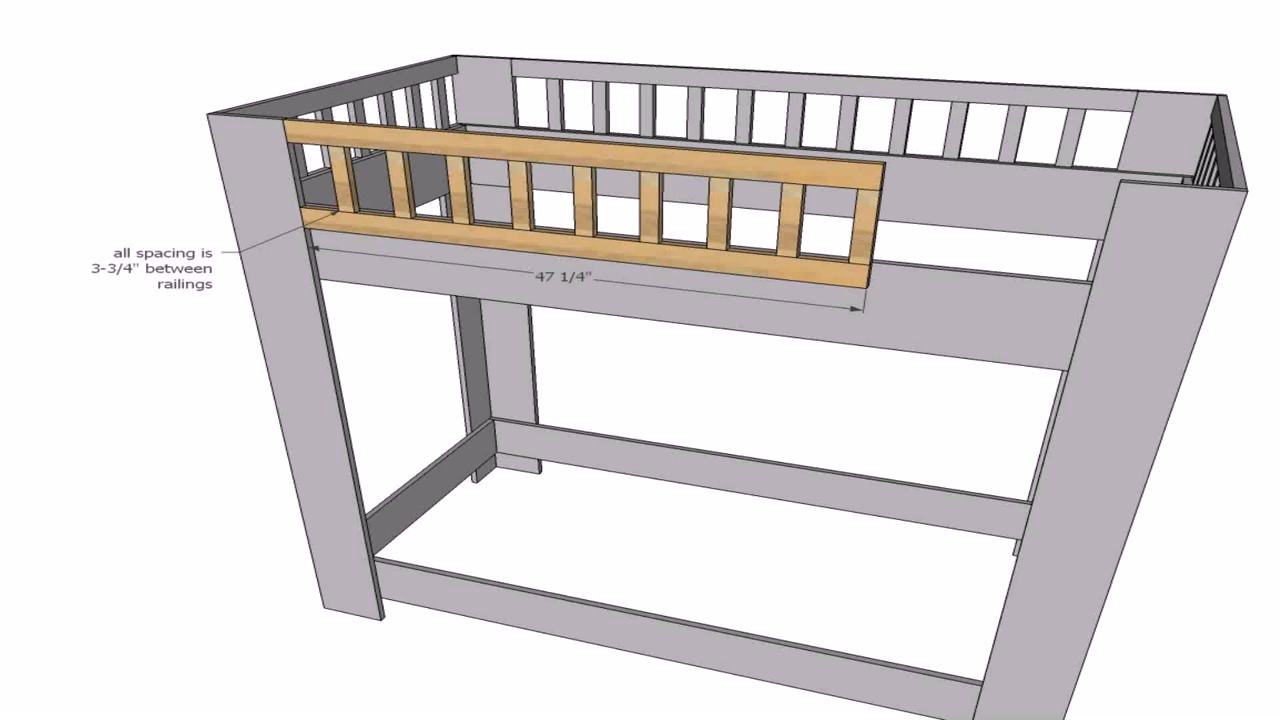 all spacing is
3-3/4" between
railings
47 1/4"